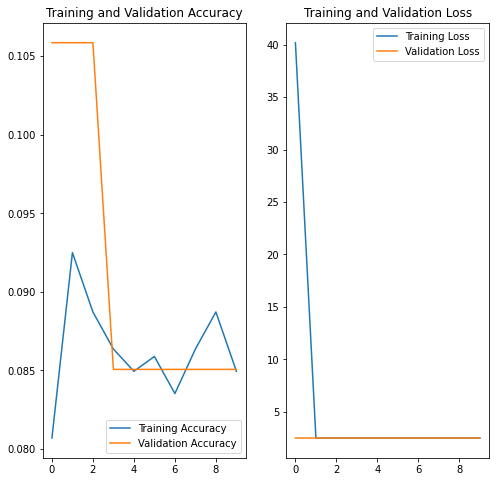 Training and Validation Accuracy
0.105
0.100
0.095
0.090
0.085
0.080
Training Accuracy
Validation Accuracy
0 2 4 6 8
Training and Validation Loss
40
35
30
25
20
15
10
5
Training Loss
Validation Loss
0 2 4 6 8